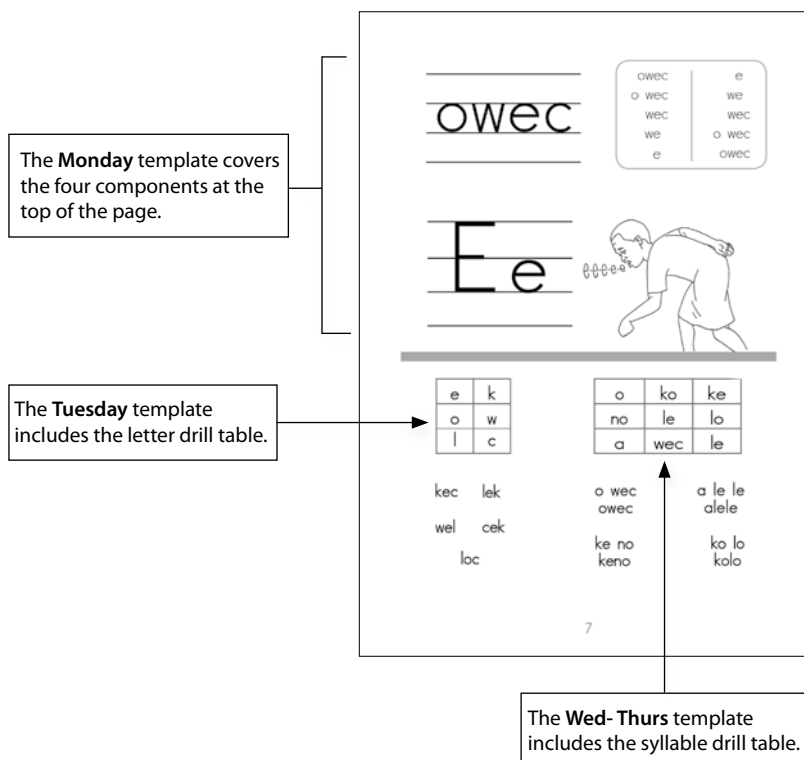 owec
owec e
o wec we
wec wec
we o wec
e owec
The Monday template covers
the four components at the
top of the page.
Ee
eeeee
The Tuesday template
includes the letter drill table.
e k
o w
l c
o ko ke
no le lo
a wec le
kec lek
wel cek
loc
o wec a le le
owec alele
ke no ko lo
keno kolo
7
The Wed- Thurs template
includes the syllable drill table.